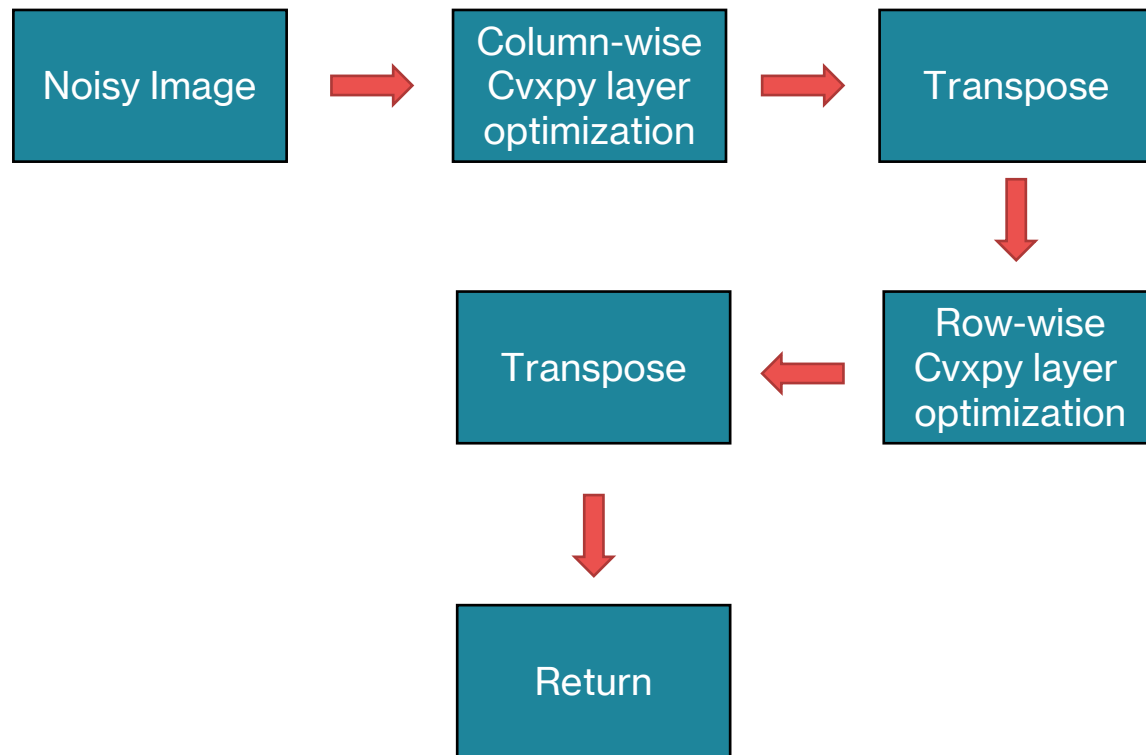 Noisy Image
Column-wise
Cvxpy layer
optimization
Transpose
Row-wise
Cvxpy layer
optimization
Transpose
Return